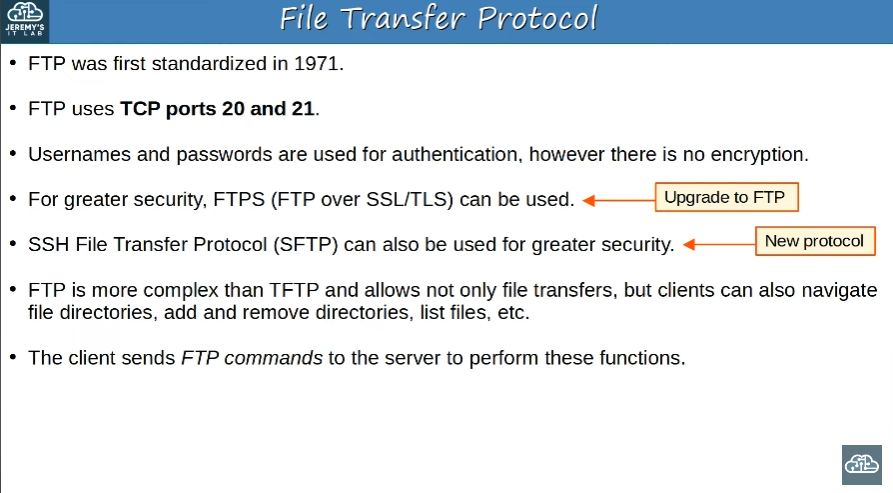 JEREMY'S
IT LAB
File Transfer Protocol
• FTP was first standardized in 1971.
• FTP uses TCP ports 20 and 21.
• Usernames and passwords are used for authentication, however there is no encryption.
• For greater security, FTPS (FTP over SSL/TLS) can be used.
Upgrade to FTP
• SSH File Transfer Protocol (SFTP) can also be used for greater security.
New protocol
• FTP is more complex than TFTP and allows not only file transfers, but clients can also navigate
file directories, add and remove directories, list files, etc.
• The client sends FTP commands to the server to perform these functions.